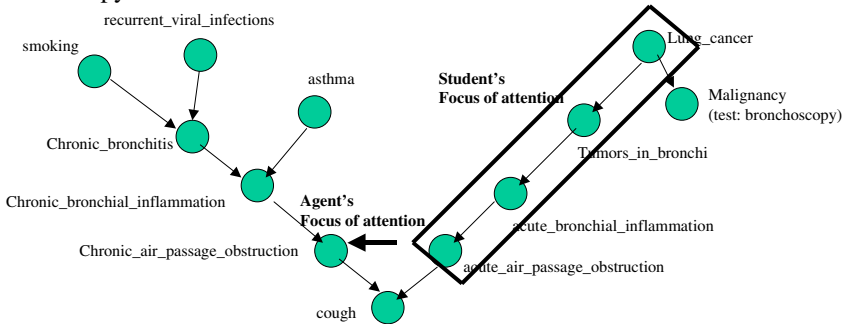 recurrent_viral_infections
smoking
Lung_cancer
asthma
Student's
Focus of attention
Malignancy
(test: bronchoscopy)
Chronic_bronchitis
Tumors_in_bronchi
Chronic_bronchial_inflammation
Agent's
Focus of attention
acute_bronchial_inflammation
Chronic_air_passage_obstruction
acute_air_passage_obstruction
cough